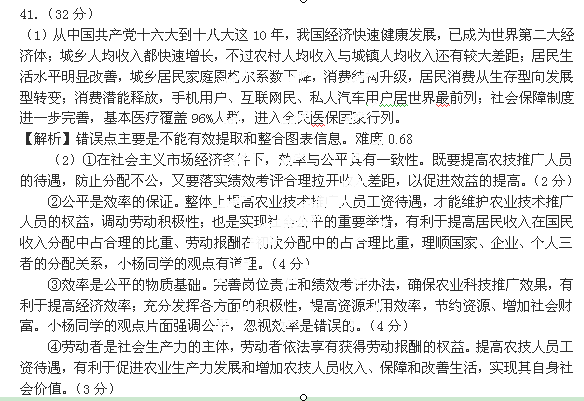 41.（32分）
（1）从中国共产党十六大到十八大这10年，我国经济快速健康发展，已成为世界第二大经
济体；城乡人均收入都快速增长，不过农村人均收入与城镇人均收入还有较大差距；居民生
活水平明显改善，城乡居民家庭恩格尔系数下降，消费结构升级，居民消费从生存型向发展
型转变；消费潜能释放，手机用户、互联网民、私人汽车用户居世界最前列；社会保障制度
进一步完善，基本医疗覆盖96%人群，进入全民医保国家行列。
【解析】错误点主要是不能有效提取和整合图表信息。难度0.68
（2）①在社会主义市场经济条件下，效率与公平具有一致性。既要提高农技推广人员
的待遇，防止分配不公，又要落实绩效考评合理拉开收入差距，以促进效益的提高。（2分）
②公平是效率的保证。整体上提高农业技术推广人员工资待遇，才能维护农业技术推广
人员的权益，调动劳动积极性；也是实现社会公平的重要举措，有利于提高居民收入在国民
收入分配中占合理的比重、劳动报酬在初次分配中的占合理比重，理顺国家、企业、个人三
者的分配关系，小杨同学的观点有道理。（4分）
③效率是公平的物质基础。完善岗位责任和绩效考评办法，确保农业科技推广效果，有
利于提高经济效率；充分发挥各方面的积极性，提高资源利用效率，节约资源、增加社会财
富。小杨同学的观点片面强调公平，忽视效率是错误的。（4分）
④劳动者是社会生产力的主体，劳动者依法享有获得劳动报酬的权益。提高农技人员工
资待遇，有利于促进农业生产力发展和增加农技人员收入、保障和改善生活，实现其自身社
会价值。（3分）